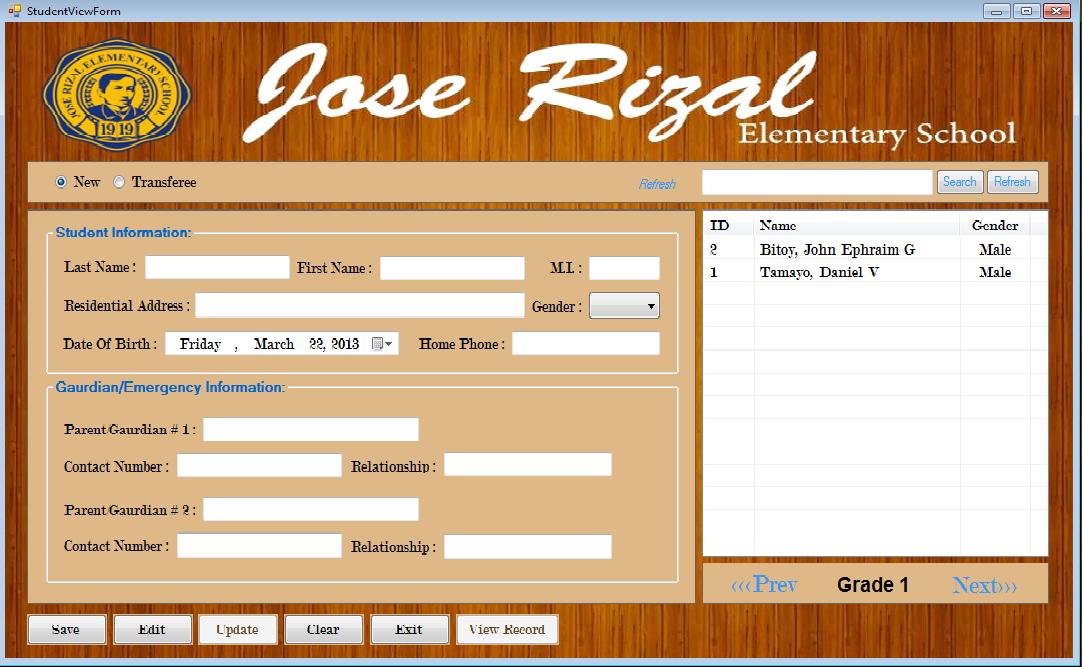 StudentViewForm
JOSE RIZAL ELEMENTARY SCHOOL
1919
Jose Rizal
Elementary School
New Transferee Refresh Search Refresh
Student Information:
Last Name : First Name : M.I. :
Residential Address : Gender :
Date Of Birth : Friday , March 22, 2013 Home Phone :
Gaurdian/Emergency Information:
Parent/Gaurdian # 1 :
Contact Number : Relationship :
Parent/Gaurdian # 2 :
Contact Number : Relationship :
ID Name Gender
2 Bitoy, John Ephraim G Male
1 Tamayo, Daniel V Male
‹‹‹Prev Grade 1 Next›››
Save Edit Update Clear Exit View Record